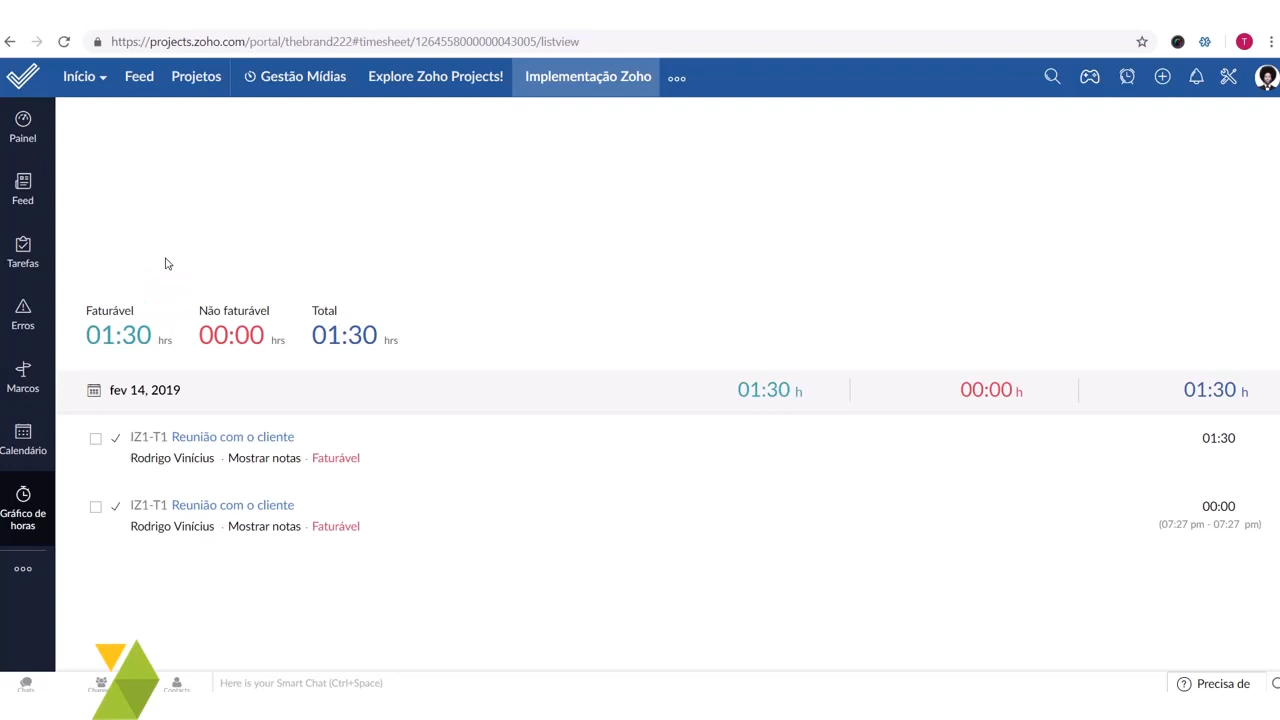 https://projects.zoho.com/portal/thebrand222#timesheet/1264558000000043005/listview
T
Início Feed Projetos Gestão Mídias Explore Zoho Projects! Implementação Zoho
Painel
Feed
Tarefas
Erros
Marcos
Calendário
Gráfico de
horas
Faturável Não faturável Total
01:30 hrs 00:00 hrs 01:30 hrs
fev 14, 2019 01:30 h 00:00 h 01:30 h
IZ1-T1 Reunião com o cliente 01:30
Rodrigo Vinícius · Mostrar notas · Faturável
IZ1-T1 Reunião com o cliente 00:00
Rodrigo Vinícius · Mostrar notas · Faturável (07:27 pm - 07:27 pm)
Chats Contacts Here is your Smart Chat (Ctrl+Space) Precisa de